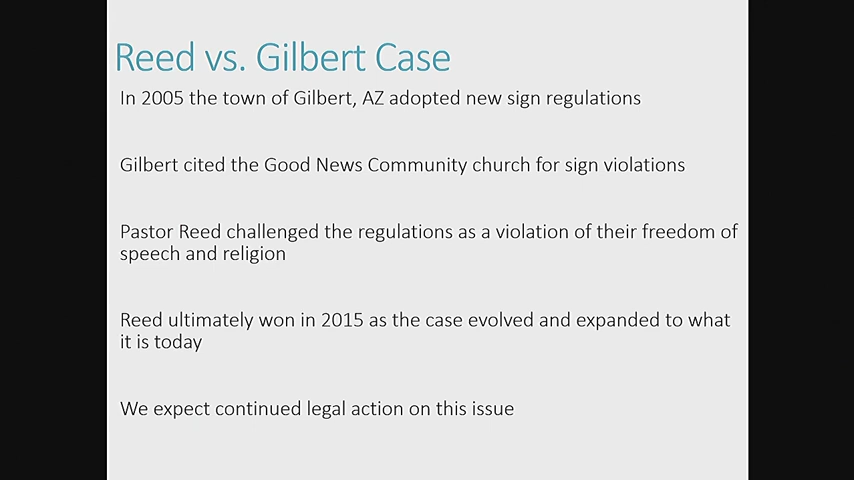 Reed vs. Gilbert Case
In 2005 the town of Gilbert, AZ adopted new sign regulations
Gilbert cited the Good News Community church for sign violations
Pastor Reed challenged the regulations as a violation of their freedom of
speech and religion
Reed ultimately won in 2015 as the case evolved and expanded to what
it is today
We expect continued legal action on this issue